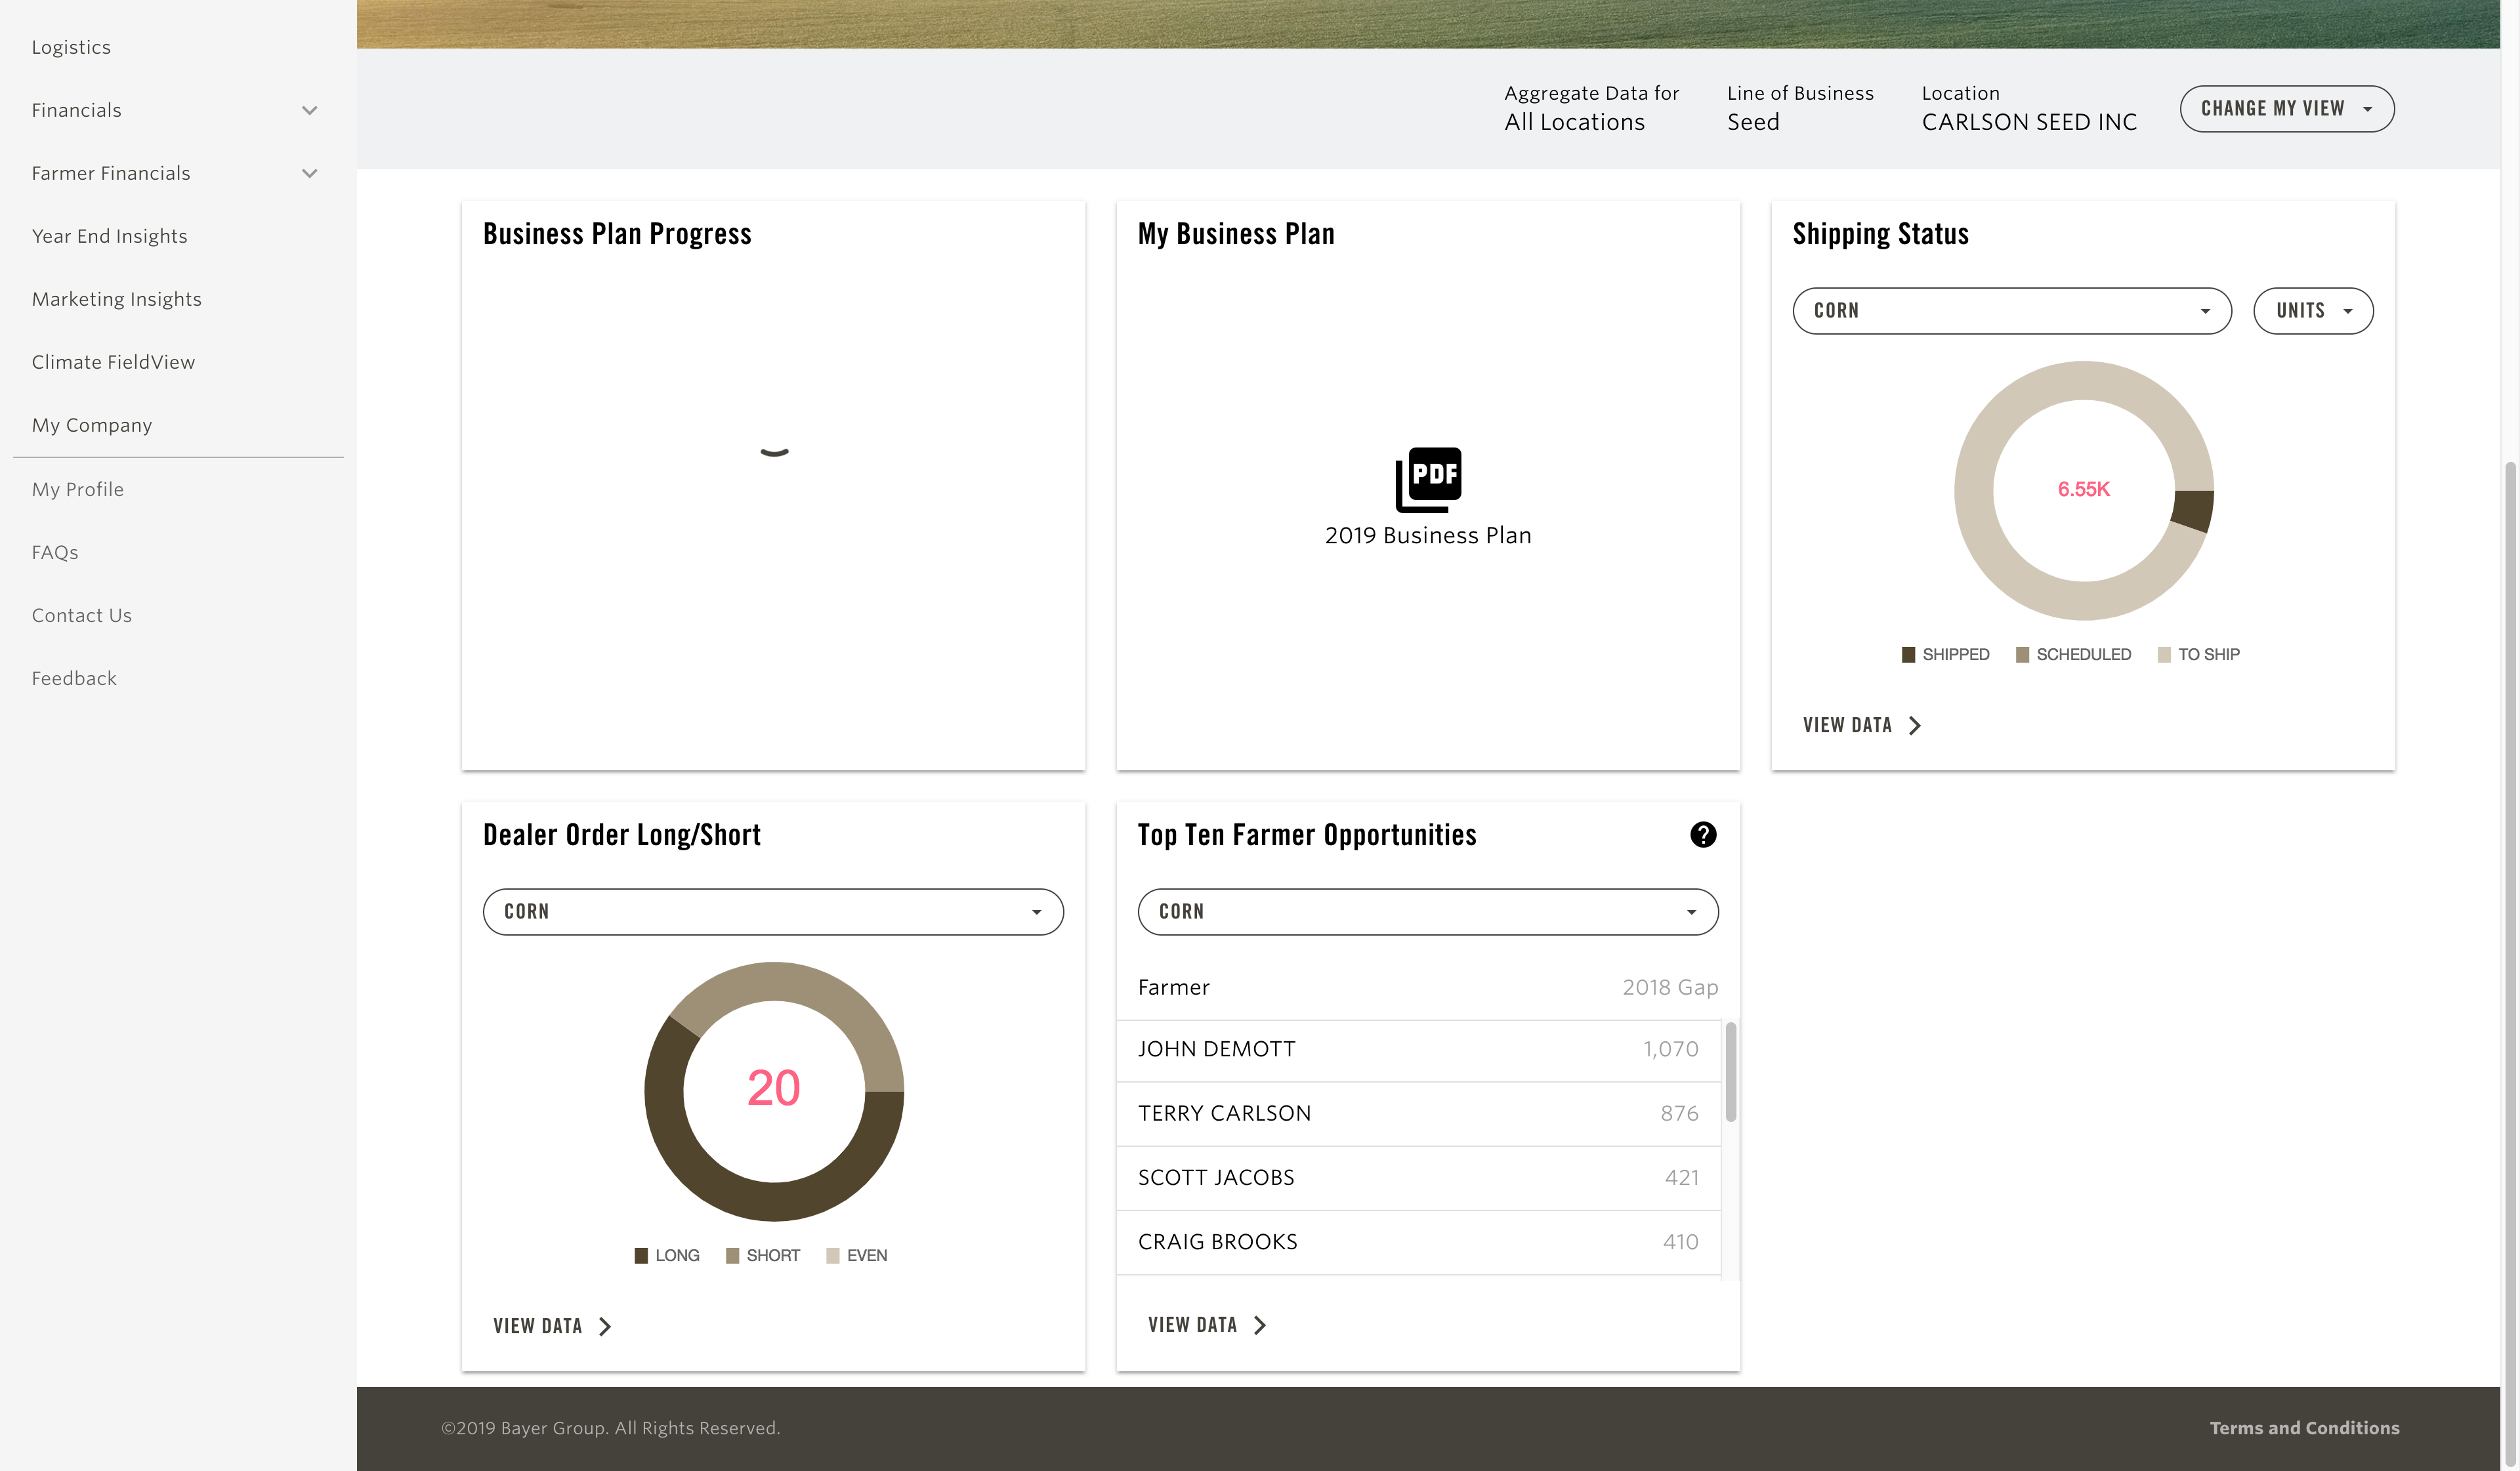 Logistics
Financials
Farmer Financials
Year End Insights
Marketing Insights
Climate FieldView
My Company
My Profile
FAQs
Contact Us
Feedback
Aggregate Data for
All Locations
Line of Business
Seed
Location
CARLSON SEED INC
CHANGE MY VIEW
Business Plan Progress
My Business Plan
PDF
2019 Business Plan
Shipping Status
CORN
UNITS
6.55K
SHIPPED SCHEDULED TO SHIP
VIEW DATA
Dealer Order Long/Short
CORN
20
LONG SHORT EVEN
VIEW DATA
Top Ten Farmer Opportunities
?
CORN
Farmer 2018 Gap
JOHN DEMOTT 1,070
TERRY CARLSON 876
SCOTT JACOBS 421
CRAIG BROOKS 410
VIEW DATA
©2019 Bayer Group. All Rights Reserved.
Terms and Conditions